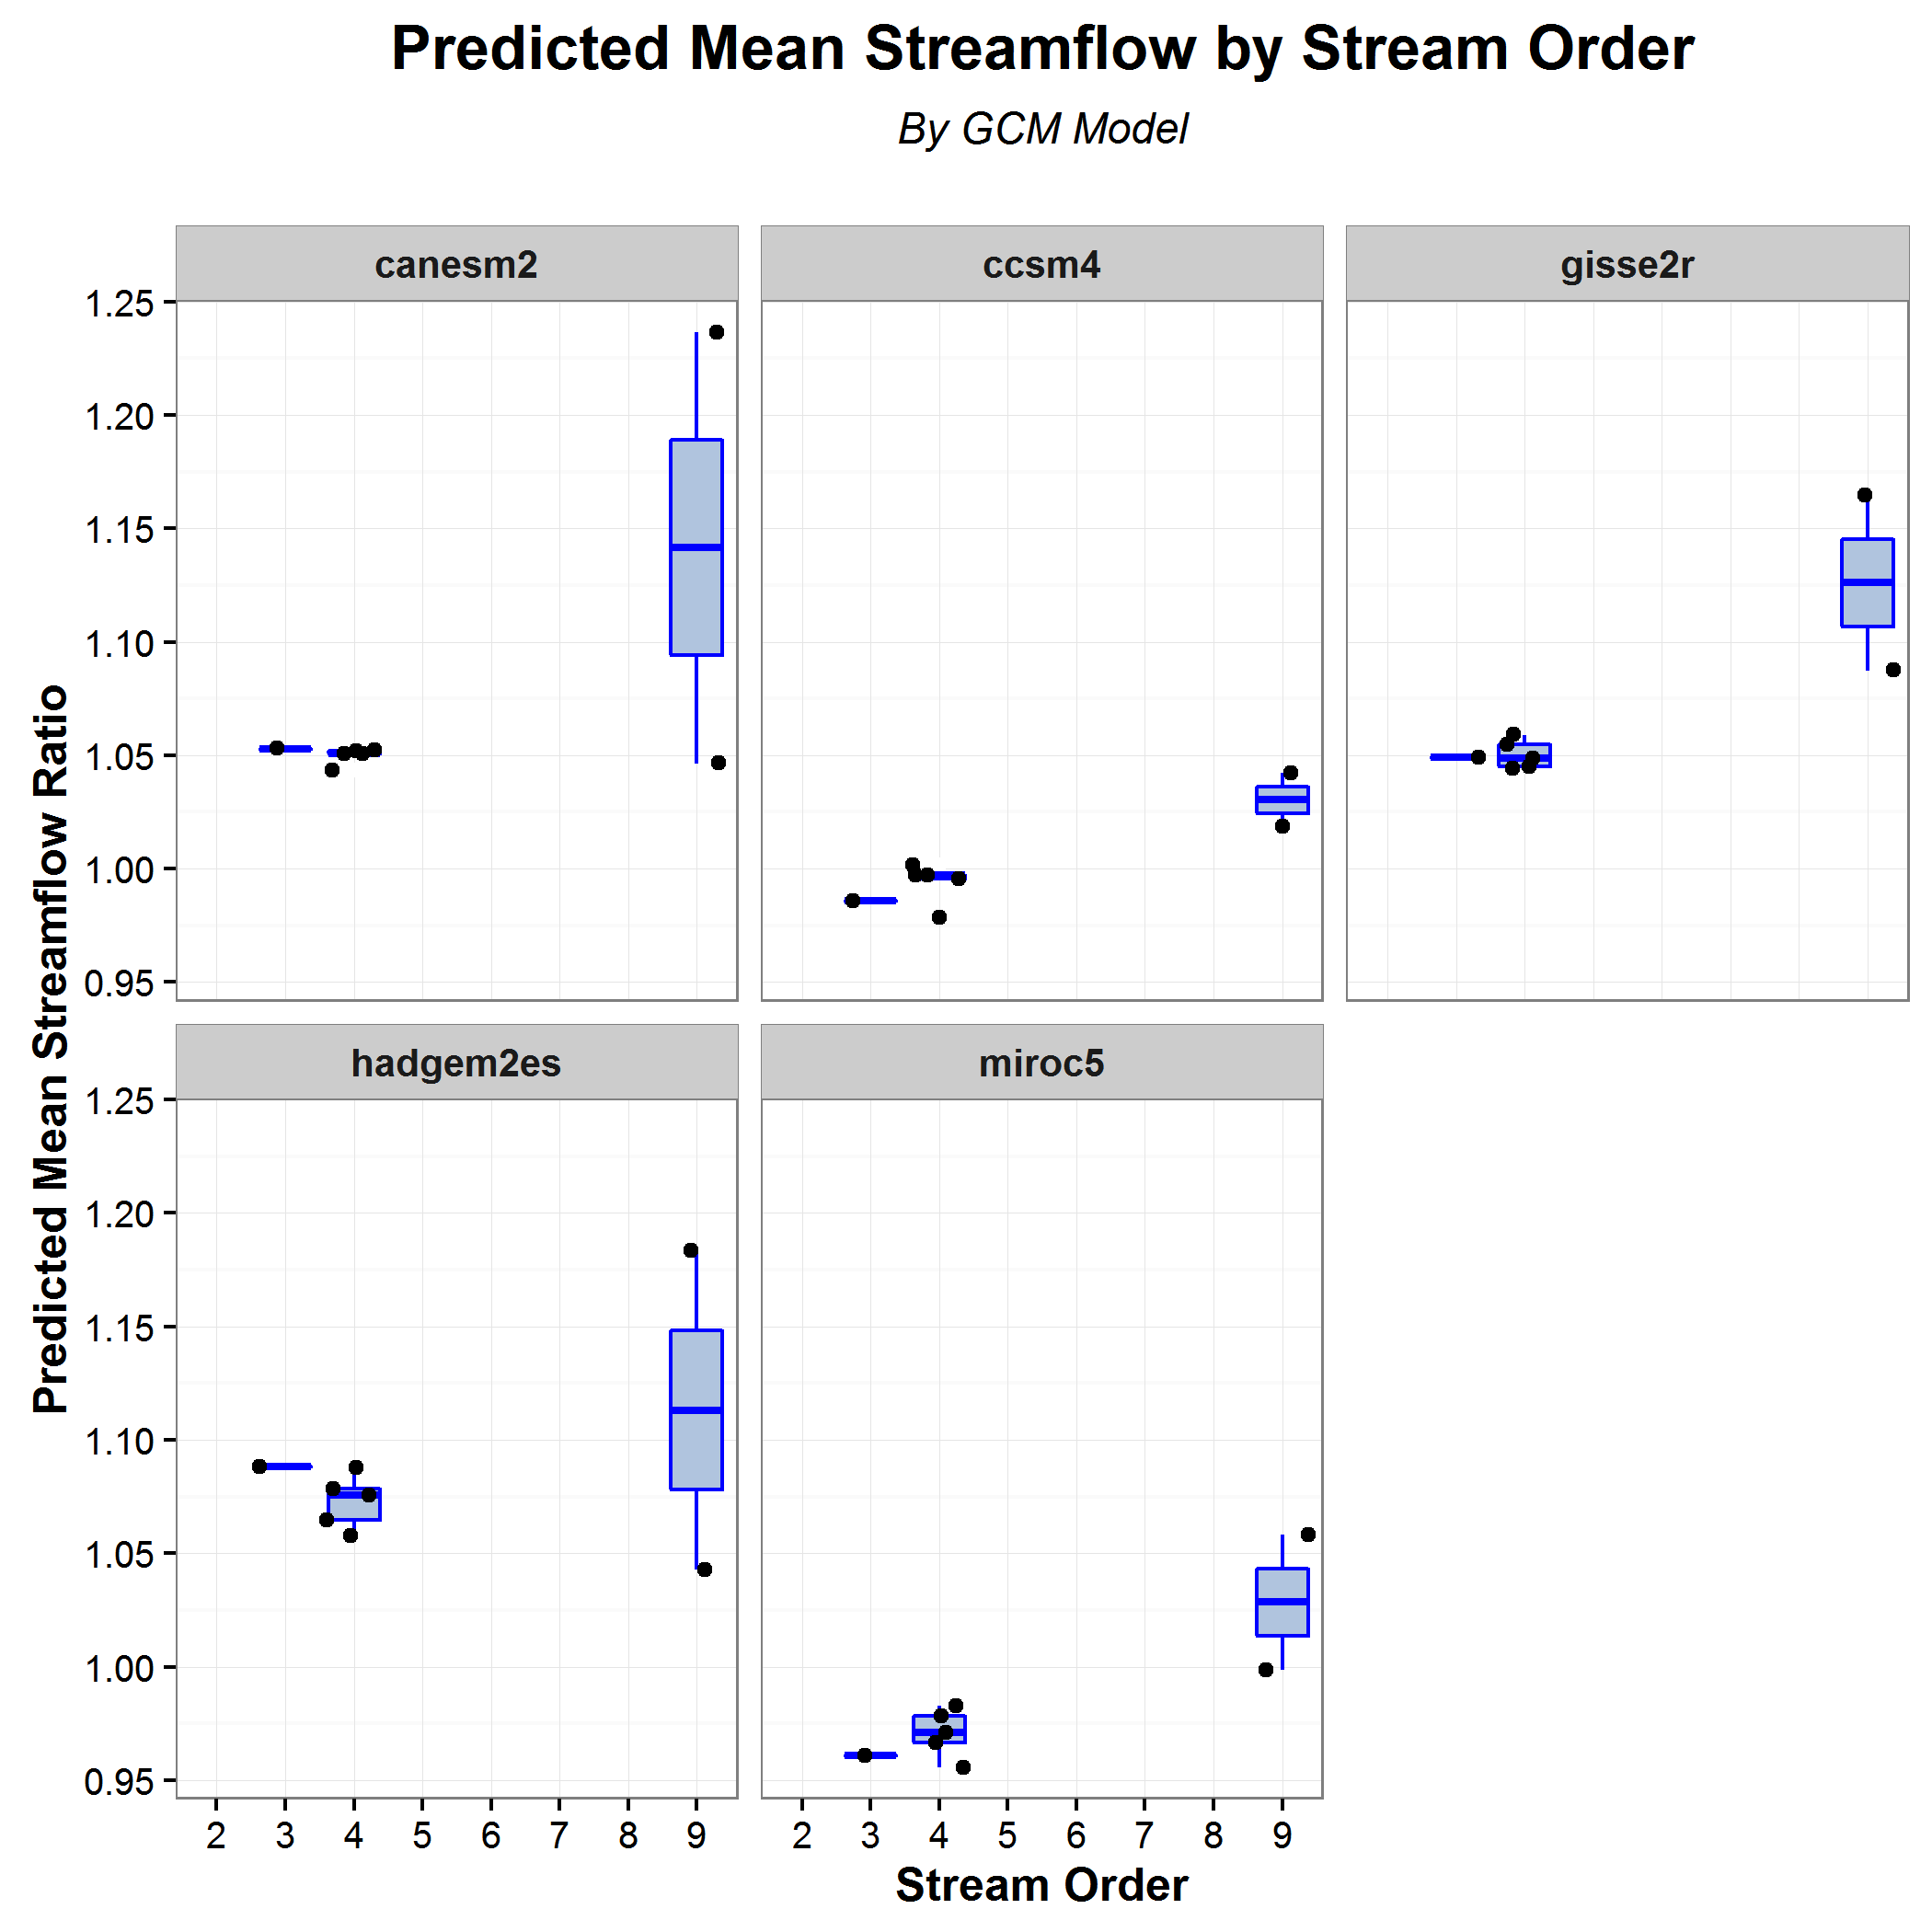 Predicted Mean Streamflow by Stream Order
By GCM Model
canesm2
ccsm4
gisse2r
1.25
1.20
1.15
1.10
1.05
1.00
0.95
Predicted Mean Streamflow Ratio
hadgem2es
miroc5
1.25
1.20
1.15
1.10
1.05
1.00
0.95
2 3 4 5 6 7 8 9
2 3 4 5 6 7 8 9
Stream Order